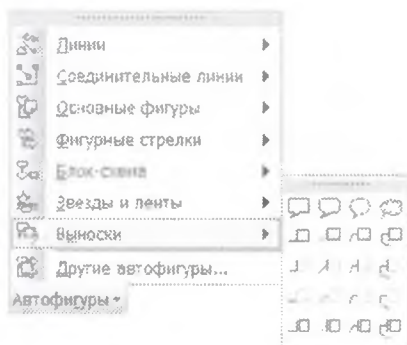 Линии
Соединительные линии
Основные фигуры
Фигурные стрелки
Блок-схема
Звезды и ленты
Выноски
Другие автофигуры...
Автофигуры